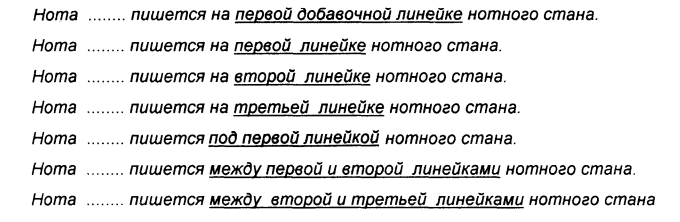 Нота ........ пишется на первой добавочной линейке нотного стана.
Нота ........ пишется на первой линейке нотного стана.
Нота ........ пишется на второй линейке нотного стана.
Нота ........ пишется на третьей линейке нотного стана.
Нота ........ пишется под первой линейкой нотного стана.
Нота ........ пишется между первой и второй линейками нотного стана.
Нота ........ пишется между второй и третьей линейками нотного стана